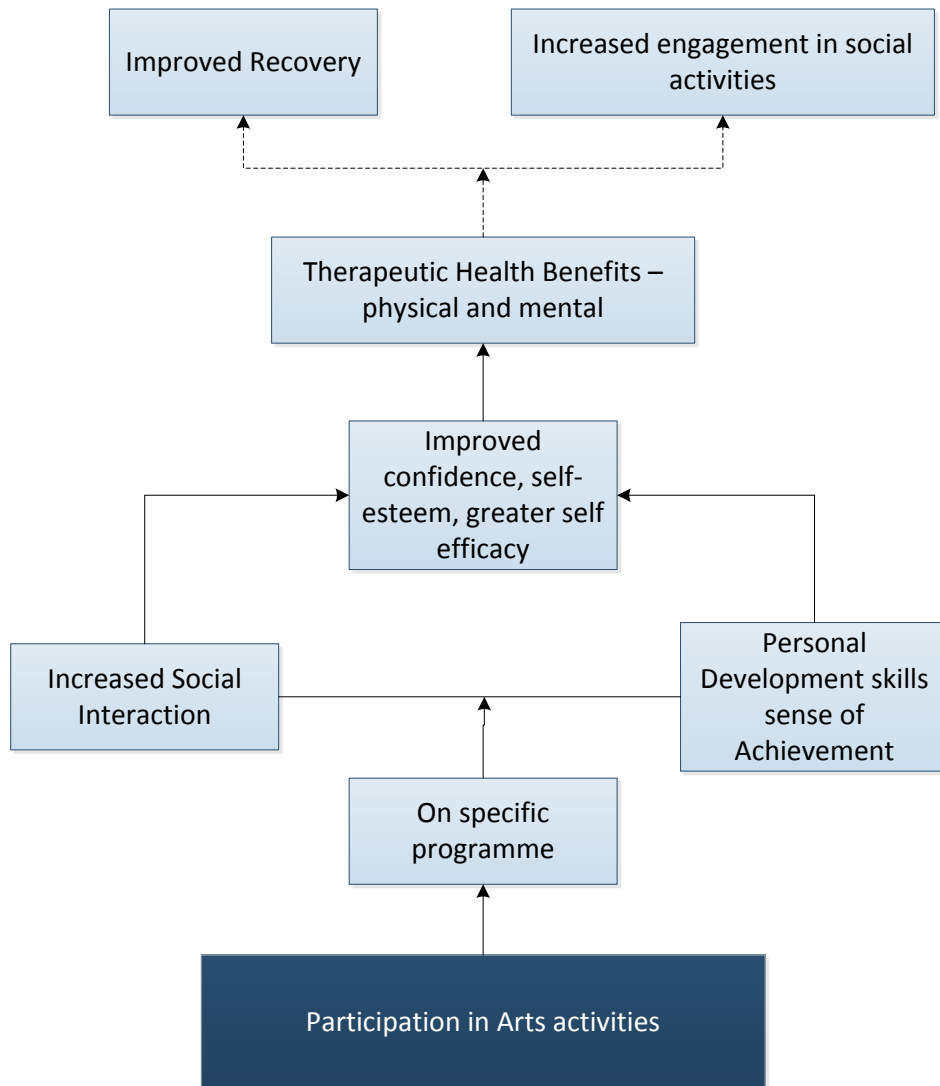 Improved Recovery
Increased engagement in social
activities
Therapeutic Health Benefits –
physical and mental
Improved
confidence, self-
esteem, greater self
efficacy
Increased Social
Interaction
Personal
Development skills
sense of
Achievement
On specific
programme
Participation in Arts activities